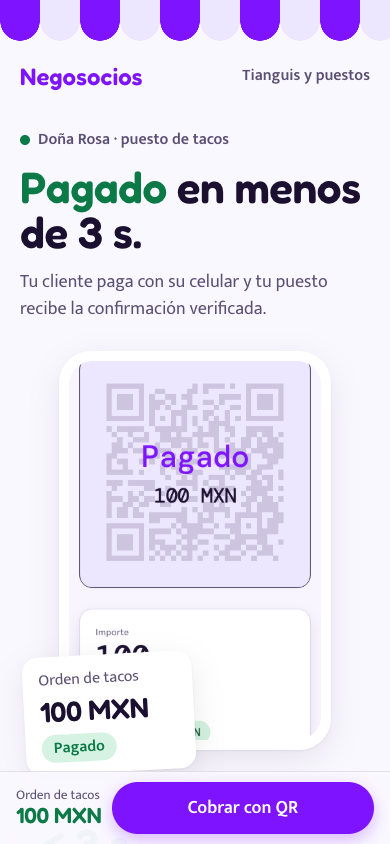 Negosocios
Tianguis y puestos
Doña Rosa · puesto de tacos
Pagado en menos
de 3 s.
Tu cliente paga con su celular y tu puesto
recibe la confirmación verificada.
Pagado
100 MXN
Importe
100
Orden de tacos
100 MXN
Pagado
Orden de tacos
100 MXN
Cobrar con QR